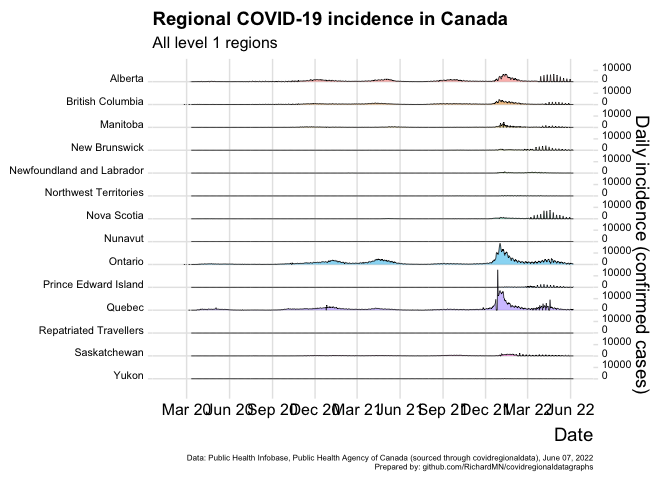 Regional COVID-19 incidence in Canada
All level 1 regions
Alberta
10000
0
British Columbia
10000
0
Manitoba
10000
0
New Brunswick
10000
0
Newfoundland and Labrador
10000
0
Northwest Territories
10000
0
Nova Scotia
10000
0
Nunavut
10000
0
Ontario
10000
0
Prince Edward Island
10000
0
Quebec
10000
0
Repatriated Travellers
10000
0
Saskatchewan
10000
0
Yukon
10000
0
Daily incidence (confirmed cases)
Mar 20 Jun 20 Sep 20 Dec 20 Mar 21 Jun 21 Sep 21 Dec 21 Mar 22 Jun 22
Date
Data: Public Health Infobase, Public Health Agency of Canada (sourced through covidregionaldata), June 07, 2022
Prepared by: github.com/RichardMN/covidregionaldatagraphs